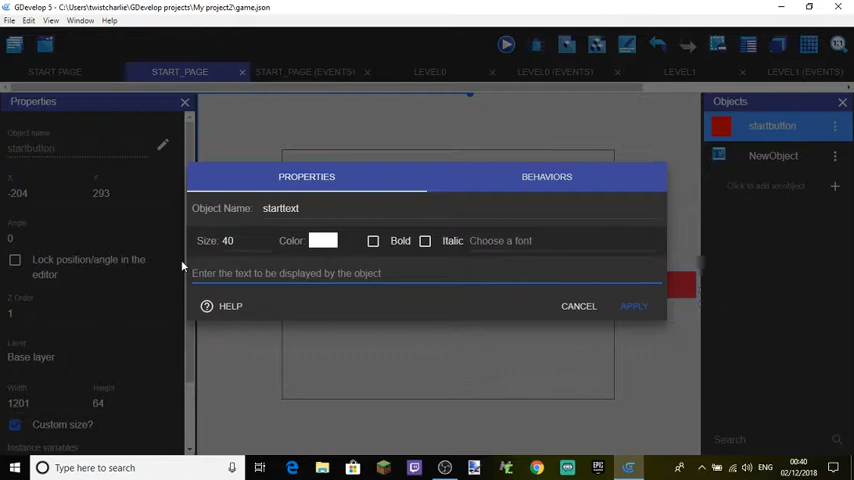 GDevelop 5 - C:\Users\twistcharlie\GDevelop projects\My project2\game.json
File Edit View Window Help
START PAGE START_PAGE START_PAGE (EVENTS) LEVEL0 LEVEL0 (EVENTS) LEVEL1 LEVEL1 (EVENTS)
Properties
Object name
startbutton
X Y
-204 293
Angle
0
Lock position/angle in the
editor
Z Order
1
Layer
Base layer
Width Height
1201 64
Custom size?
Instance variables
PROPERTIES BEHAVIORS
Object Name: starttext
Size: 40 Color: Bold Italic Choose a font
Enter the text to be displayed by the object
HELP CANCEL APPLY
Objects
startbutton
NewObject
Click to add an object
Search
Type here to search
ENG
00:40
02/12/2018